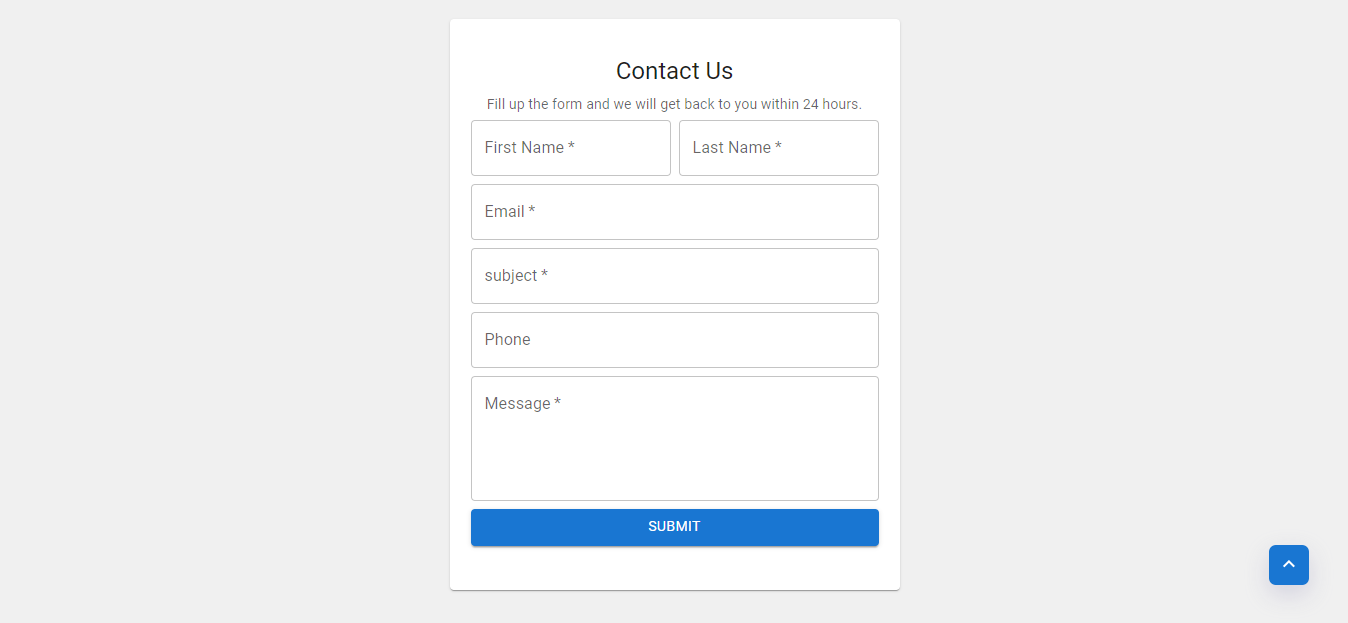 Contact Us
Fill up the form and we will get back to you within 24 hours.
First Name * Last Name *
Email *
subject *
Phone
Message *
SUBMIT